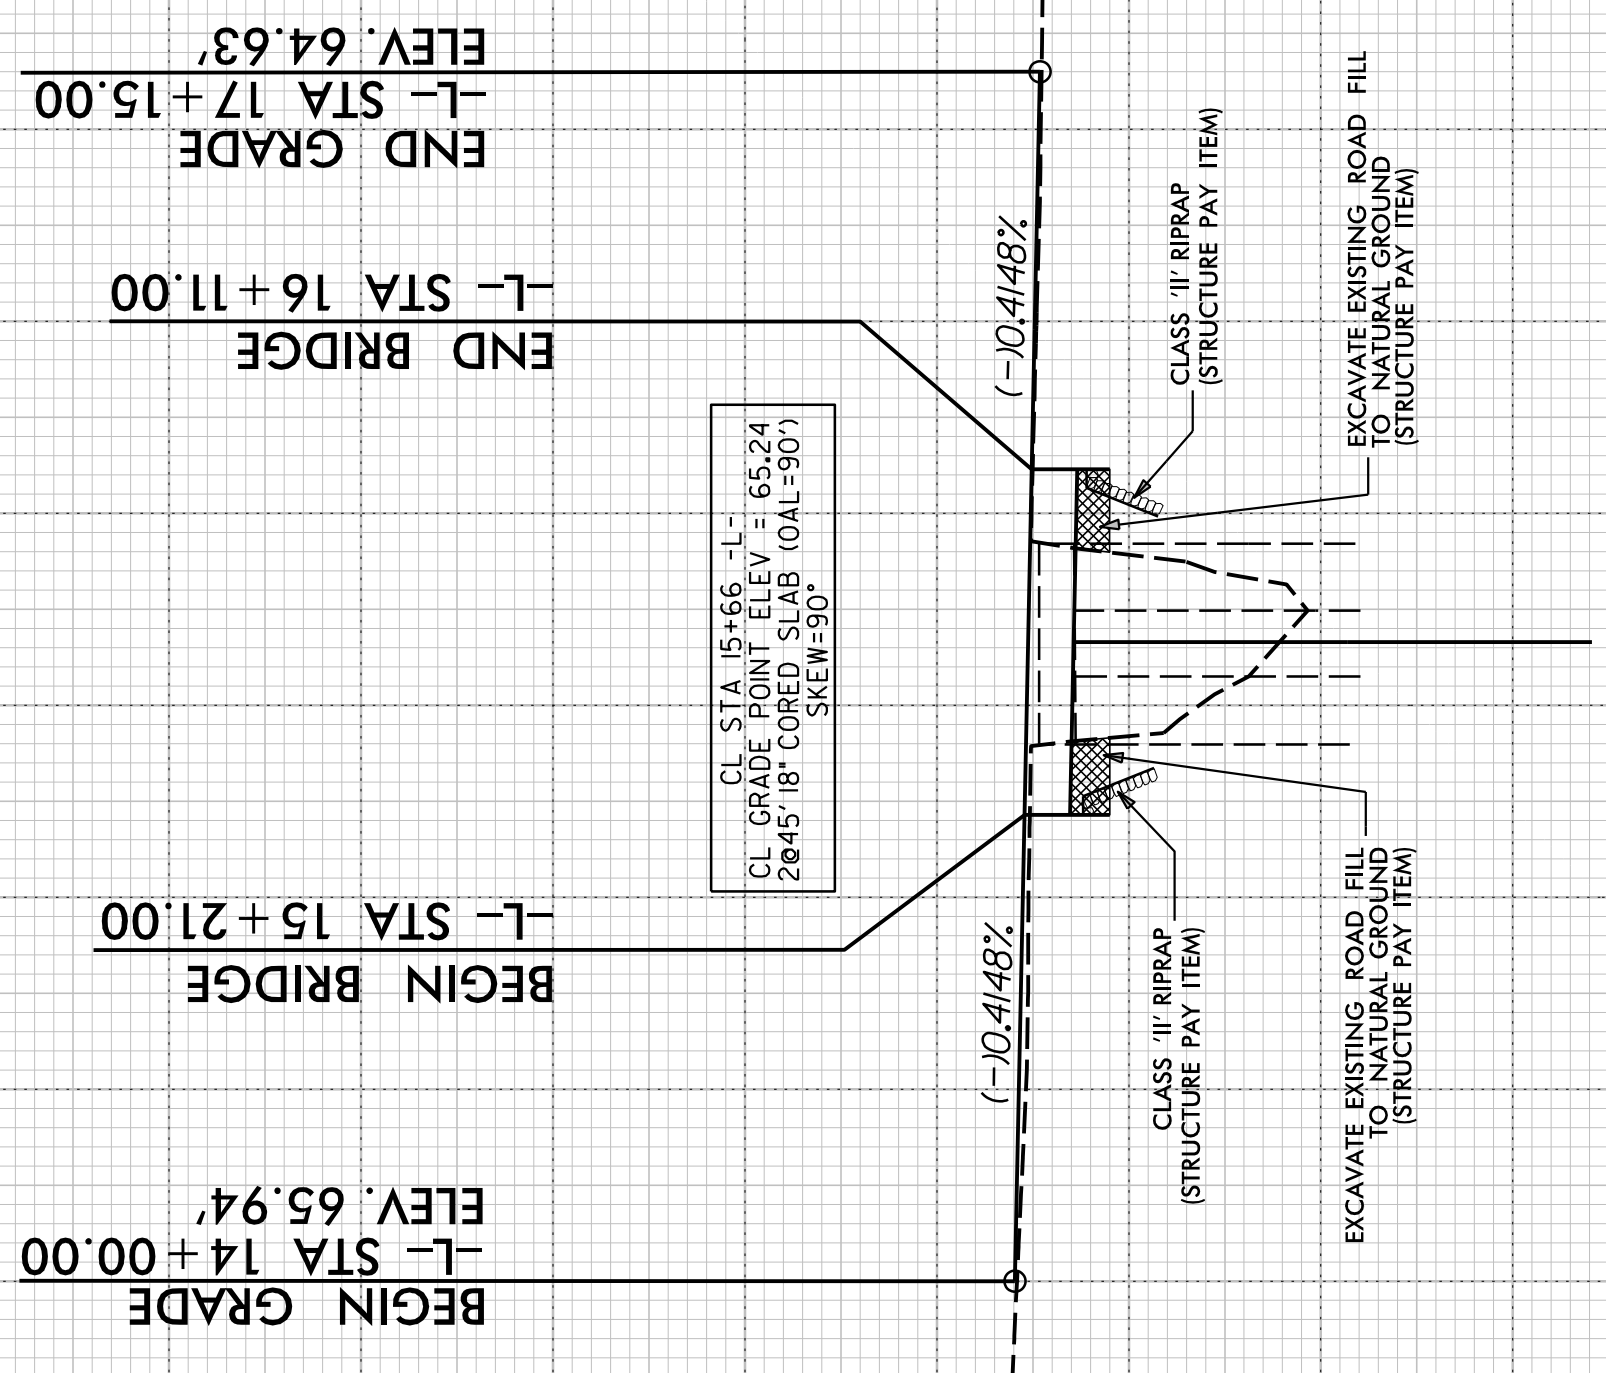 BEGIN GRADE
-L- STA 14+00.00
ELEV. 65.94'
BEGIN BRIDGE
-L- STA 15+21.00
END BRIDGE
-L- STA 16+11.00
END GRADE
-L- STA 17+15.00
ELEV. 64.63'
CL STA 15+66 -L-
CL GRADE POINT ELEV = 65.24
2@45' 18" CORED SLAB (OAL=90')
SKEW=90°
(-)0.4148%
(-)0.4148%
CLASS 'II' RIPRAP
(STRUCTURE PAY ITEM)
CLASS 'II' RIPRAP
(STRUCTURE PAY ITEM)
EXCAVATE EXISTING ROAD FILL
TO NATURAL GROUND
(STRUCTURE PAY ITEM)
EXCAVATE EXISTING ROAD FILL
TO NATURAL GROUND
(STRUCTURE PAY ITEM)